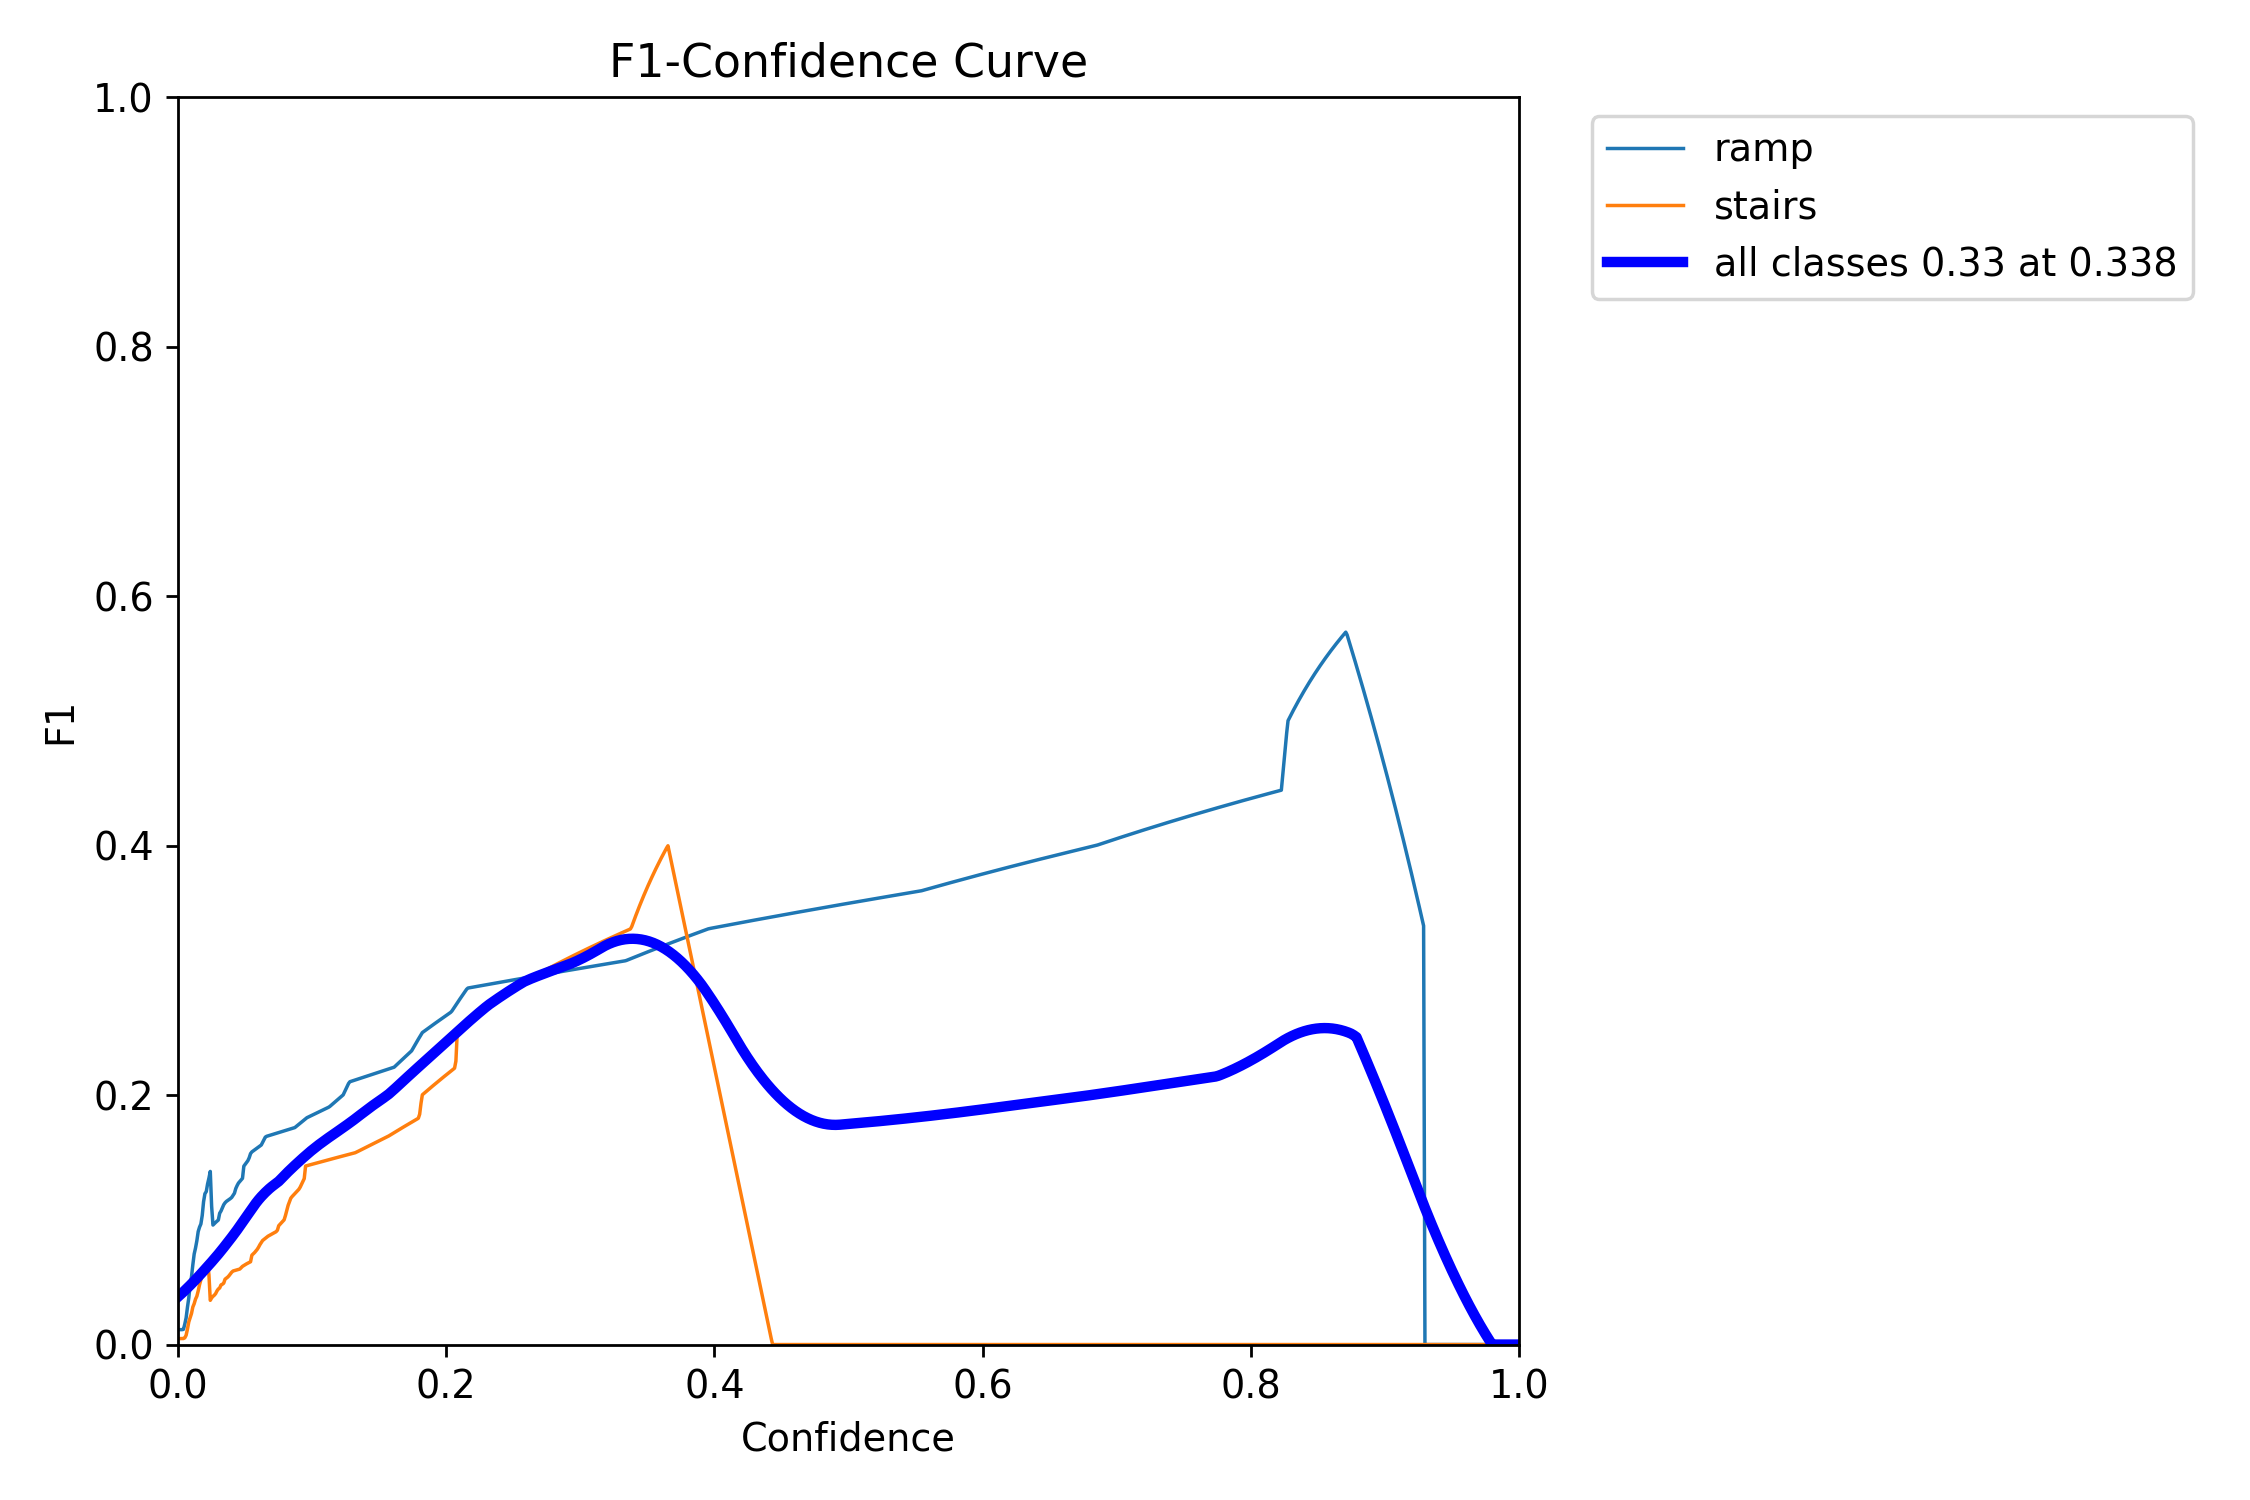 F1-Confidence Curve
1.0
0.8
0.6
0.4
0.2
0.0
F1
0.0 0.2 0.4 0.6 0.8 1.0
Confidence
ramp
stairs
all classes 0.33 at 0.338